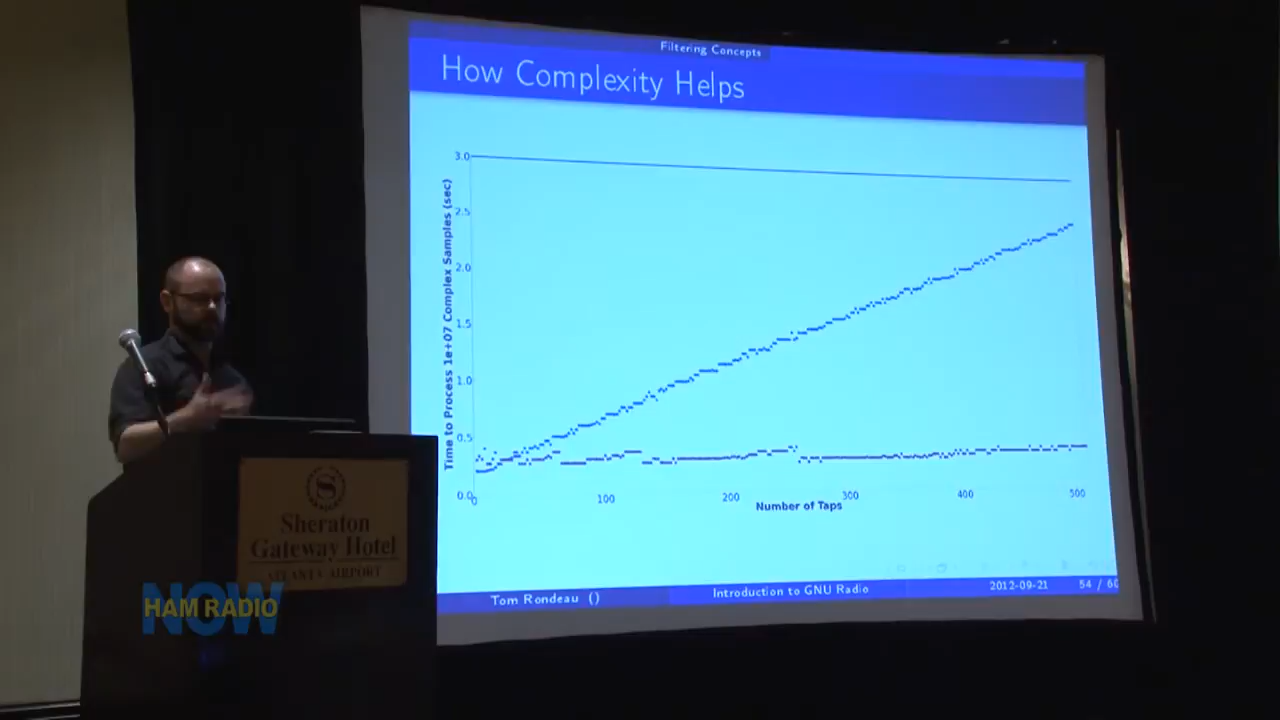 Filtering Concepts
How Complexity Helps
3.0
2.5
2.0
1.5
1.0
0.5
0.0
Time to Process 1e+07 Complex Samples (sec)
0
100
200
300
400
500
Number of Taps
Tom Rondeau ()
Introduction to GNU Radio
2012-09-21
54 / 60
S
Sheraton
Gateway Hotel
ATLANTA AIRPORT
HAM RADIO
NOW